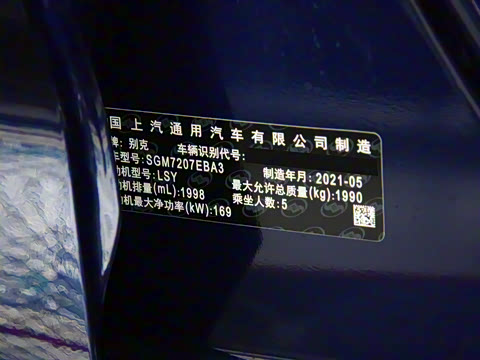 国上汽通用汽车有限公司制造
牌: 别克 车辆识别代号:
车型号: SGM7207EBA3 制造年月: 2021-05
动机型号: LSY 最大允许总质量(kg): 1990
动机排量(mL): 1998 乘坐人数: 5
动机最大净功率(kW): 169